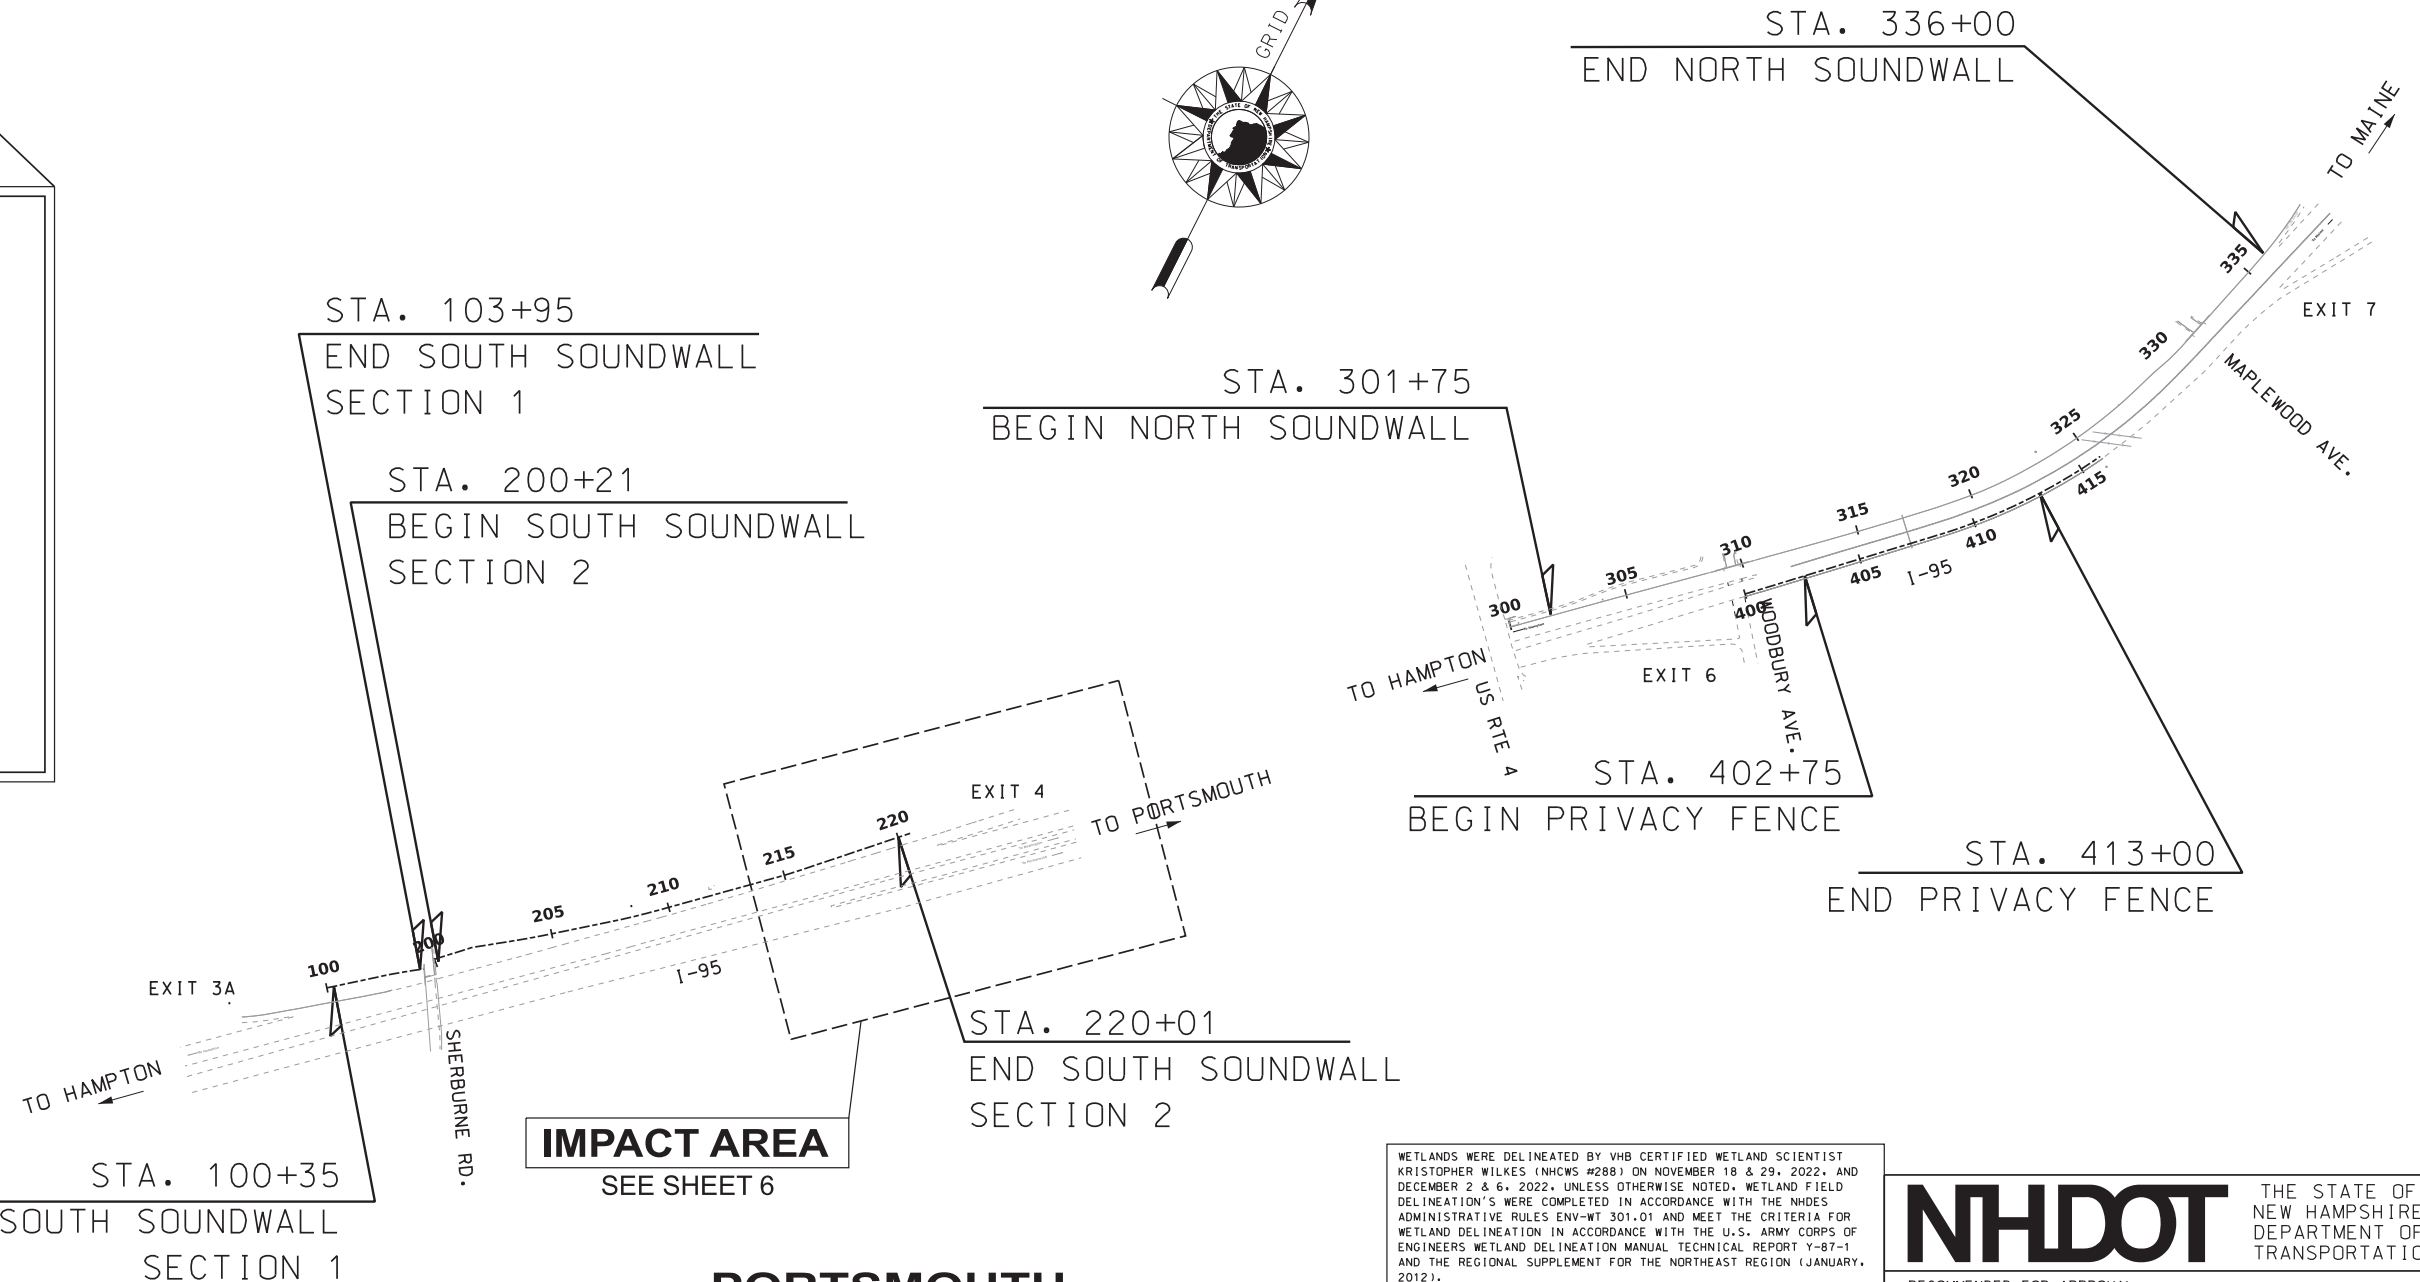 GRID
STA. 336+00
END NORTH SOUNDWALL
TO MAINE
335
EXIT 7
330
MAPLEWOOD AVE.
STA. 103+95
END SOUTH SOUNDWALL
SECTION 1
STA. 200+21
BEGIN SOUTH SOUNDWALL
SECTION 2
STA. 301+75
BEGIN NORTH SOUNDWALL
325
320
315
310
305
300
415
410
405
400
I-95
WOODBURY AVE.
EXIT 6
TO HAMPTON
US RTE 4
STA. 402+75
BEGIN PRIVACY FENCE
STA. 413+00
END PRIVACY FENCE
EXIT 4
TO PORTSMOUTH
220
215
210
205
200
100
I-95
EXIT 3A
TO HAMPTON
SHERBURNE RD.
STA. 220+01
END SOUTH SOUNDWALL
SECTION 2
IMPACT AREA
SEE SHEET 6
STA. 100+35
SOUTH SOUNDWALL
SECTION 1
PORTSMOUTH
WETLANDS WERE DELINEATED BY VHB CERTIFIED WETLAND SCIENTIST
KRISTOPHER WILKES (NHCWS #288) ON NOVEMBER 18 & 29, 2022, AND
DECEMBER 2 & 6, 2022, UNLESS OTHERWISE NOTED. WETLAND FIELD
DELINEATION'S WERE COMPLETED IN ACCORDANCE WITH THE NHDES
ADMINISTRATIVE RULES ENV-WT 301.01 AND MEET THE CRITERIA FOR
WETLAND DELINEATION IN ACCORDANCE WITH THE U.S. ARMY CORPS OF
ENGINEERS WETLAND DELINEATION MANUAL TECHNICAL REPORT Y-87-1
AND THE REGIONAL SUPPLEMENT FOR THE NORTHEAST REGION (JANUARY,
2012).
NHDOT
THE STATE OF
NEW HAMPSHIRE
DEPARTMENT OF
TRANSPORTATIO